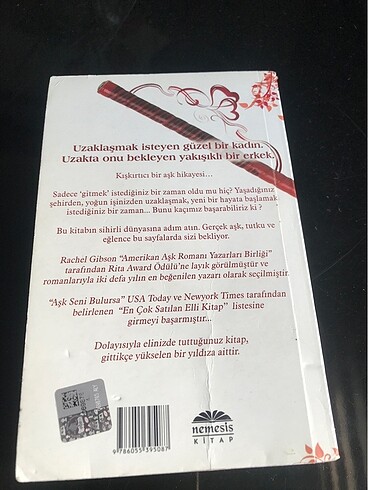 Uzaklaşmak isteyen güzel bir kadın.
Uzakta onu bekleyen yakışıklı bir erkek.
Kışkırtıcı bir aşk hikayesi...
Sadece 'gitmek' istediğiniz bir zaman oldu mu hiç? Yaşadığınız
şehirden, yoğun işinizden uzaklaşmak, yeni bir hayata başlamak
istediğiniz bir zaman... Bunu kaçımız başarabiliriz ki ?
Bu kitabın sihirli dünyasına adım atın. Gerçek aşk, tutku ve
eğlence bu sayfalarda sizi bekliyor.
Rachel Gibson "Amerikan Aşk Romanı Yazarları Birliği"
tarafından Rita Award Ödülü'ne layık görülmüştür ve
romanlarıyla iki defa yılın en beğenilen yazarı olarak seçilmiştir.
"Aşk Seni Bulursa" USA Today ve Newyork Times tarafından
belirlenen "En Çok Satılan Elli Kitap" listesine
girmeyi başarmıştır...
Dolayısıyla elinizde tuttuğunuz kitap,
gittikçe yükselen bir yıldıza aittir.
9 786055 395087
nemesis
KİTAP